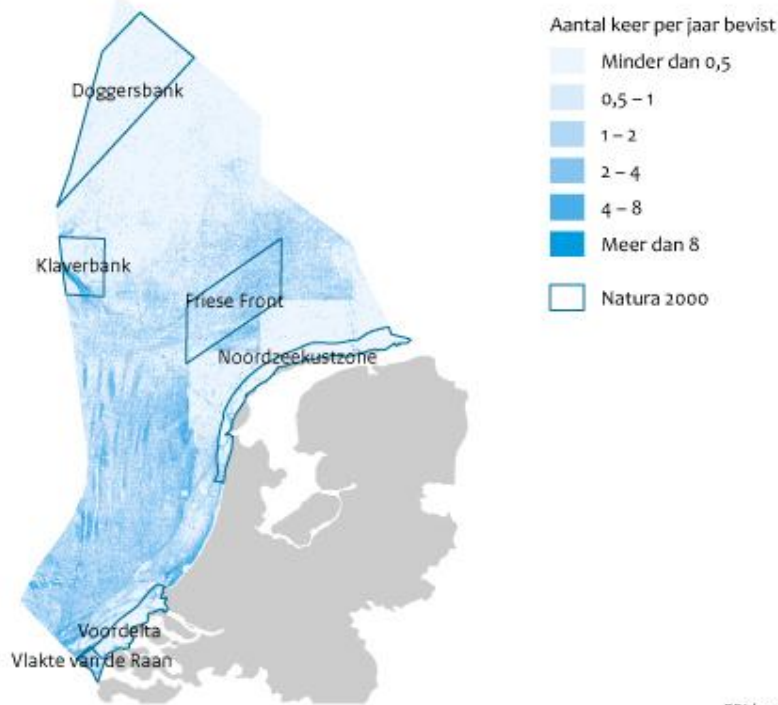 Aantal keer per jaar bevist
Minder dan 0,5
0,5 – 1
1 – 2
2 – 4
4 – 8
Meer dan 8
Natura 2000
Doggersbank
Klaverbank
Friese Front
Noordzeekustzone
Voordelta
Vlakte van de Raan